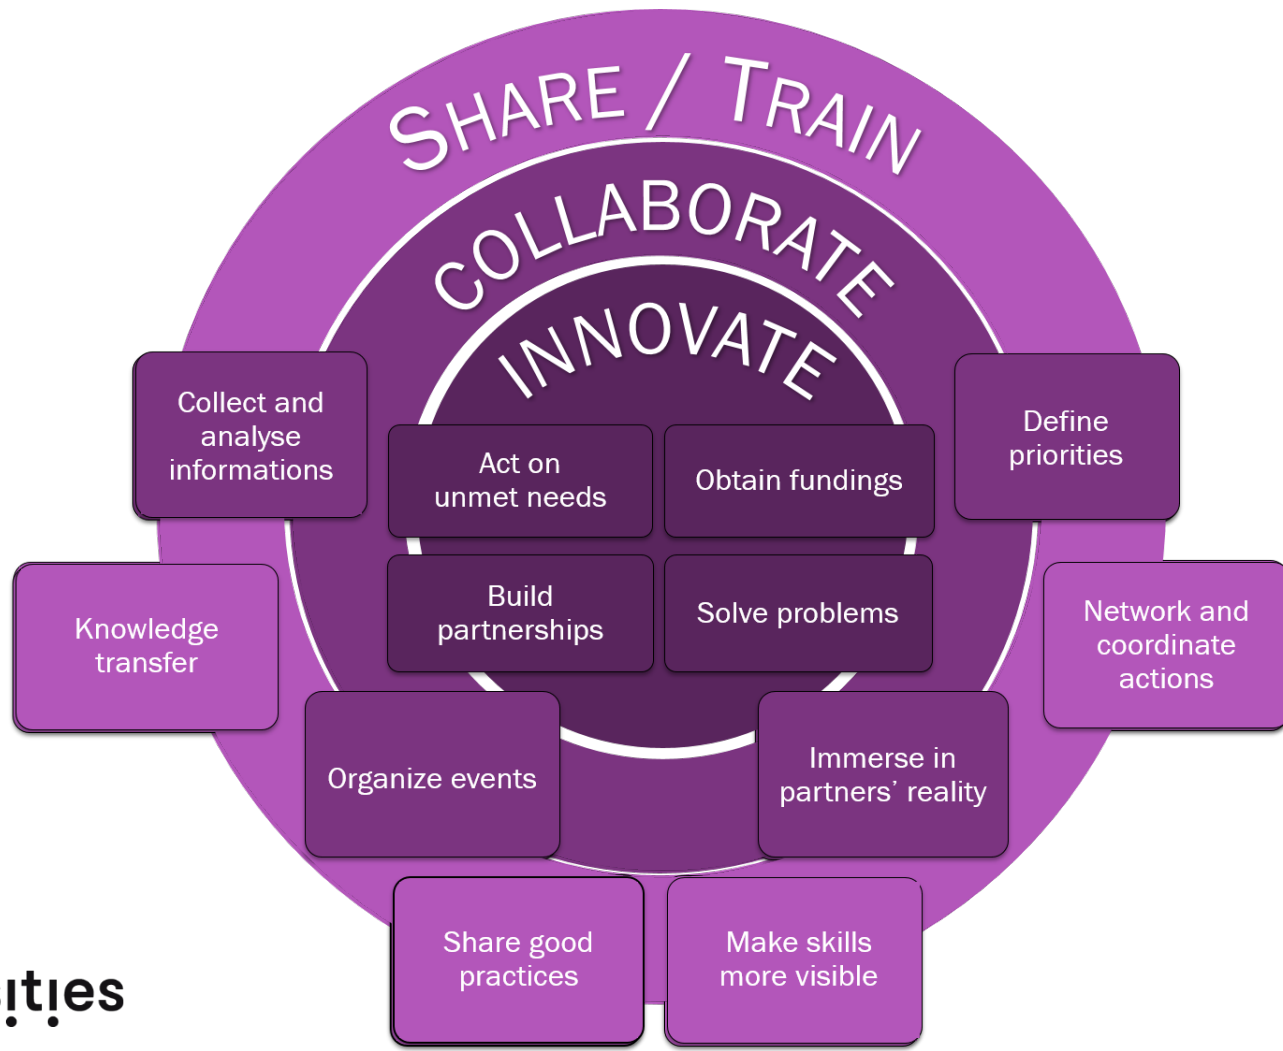 SHARE / TRAIN
COLLABORATE
INNOVATE
Collect and
analyse
informations
Act on
unmet needs
Obtain fundings
Define
priorities
Knowledge
transfer
Build
partnerships
Solve problems
Network and
coordinate
actions
Organize events
Immerse in
partners’ reality
Share good
practices
Make skills
more visible